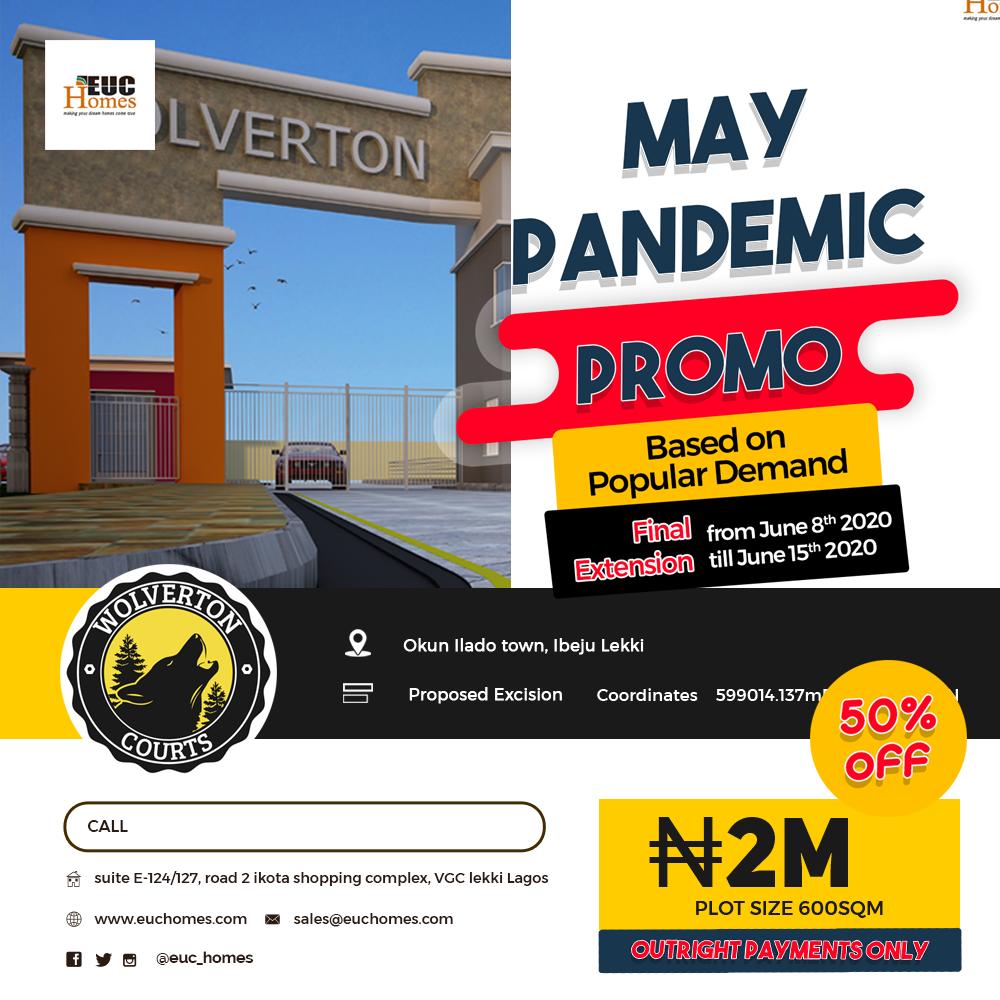 EUC
Homes
making your dream homes come true
OLVERTON
Ho
making your
MAY
PANDEMIC
PROMO
Based on
Popular Demand
Final
Extension
from June 8th 2020
till June 15th 2020
WOLVERTON
COURTS
Okun Ilado town, Ibeju Lekki
Proposed Excision Coordinates 599014.137m
50%
OFF
CALL
suite E-124/127, road 2 ikota shopping complex, VGC lekki Lagos
www.euchomes.com sales@euchomes.com
@euc_homes
₦2M
PLOT SIZE 600SQM
OUTRIGHT PAYMENTS ONLY